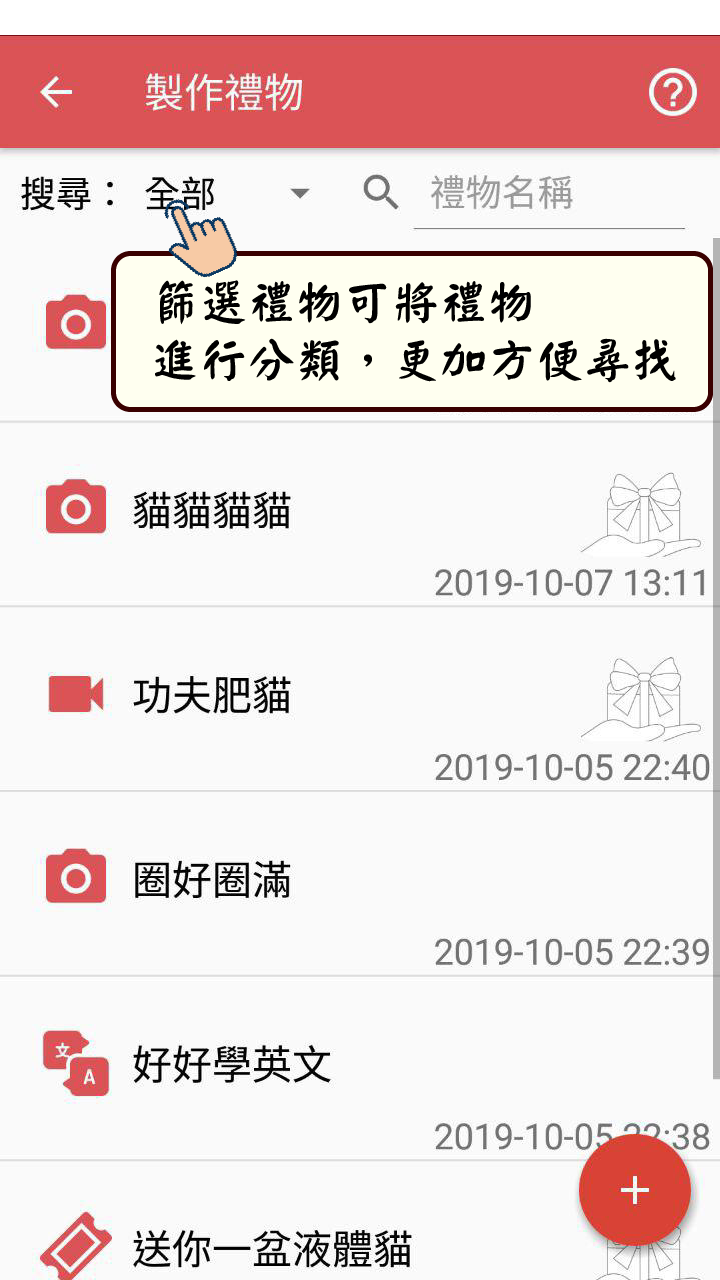 製作禮物
搜尋： 全部 禮物名稱
篩選禮物可將禮物
進行分類，更加方便尋找
貓貓貓貓
2019-10-07 13:11
功夫肥貓
2019-10-05 22:40
圈好圈滿
2019-10-05 22:39
文
A
好好學英文
2019-10-05 22:38
送你一盆液體貓